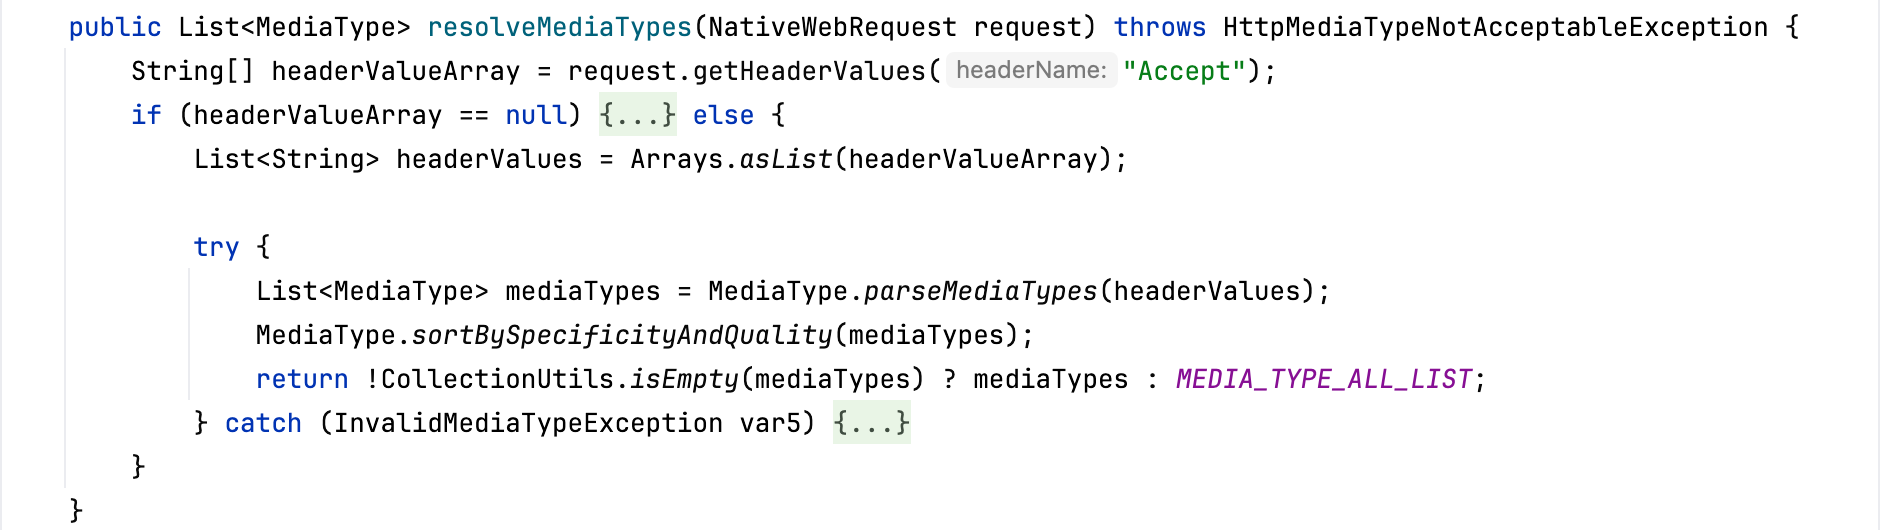 public List<MediaType> resolveMediaTypes(NativeWebRequest request) throws HttpMediaTypeNotAcceptableException {
String[] headerValueArray = request.getHeaderValues( headerName: "Accept");
if (headerValueArray == null) {...} else {
List<String> headerValues = Arrays.asList(headerValueArray);
try {
List<MediaType> mediaTypes = MediaType.parseMediaTypes(headerValues);
MediaType.sortBySpecificityAndQuality(mediaTypes);
return !CollectionUtils.isEmpty(mediaTypes) ? mediaTypes : MEDIA_TYPE_ALL_LIST;
} catch (InvalidMediaTypeException var5) {...}
}
}